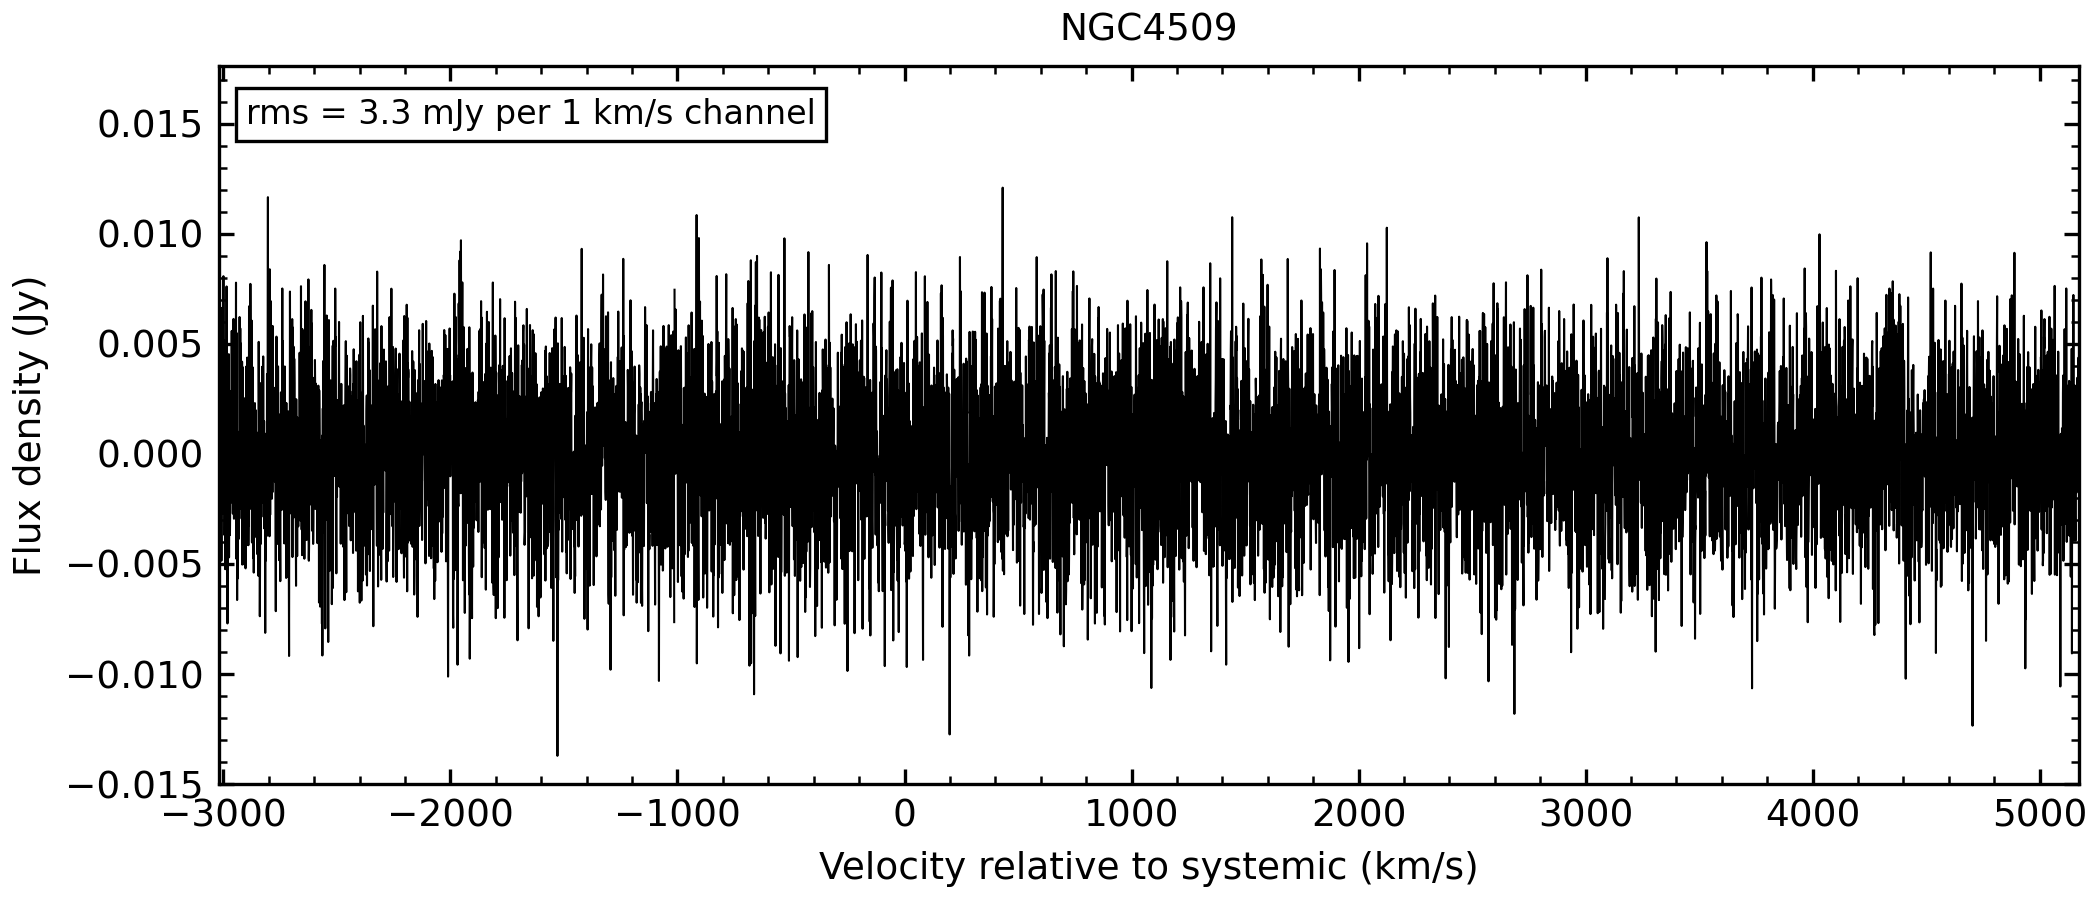 NGC4509
rms = 3.3 mJy per 1 km/s channel
0.015
0.010
0.005
0.000
−0.005
−0.010
−0.015
Flux density (Jy)
−3000 −2000 −1000 0 1000 2000 3000 4000 5000
Velocity relative to systemic (km/s)